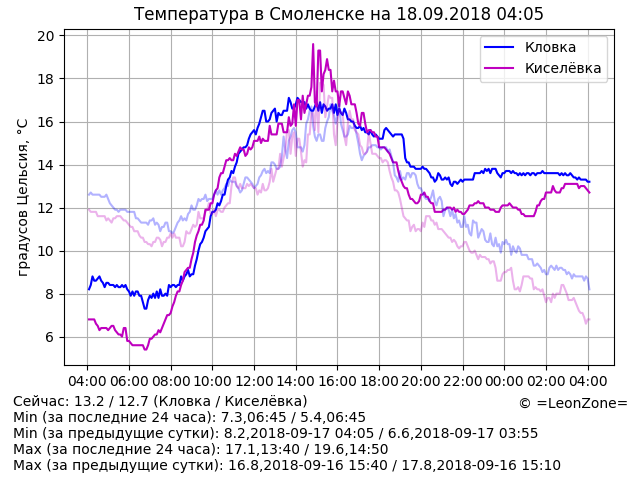 Температура в Смоленске на 18.09.2018 04:05
Кловка
Киселёвка
градусов Цельсия, °C
20
18
16
14
12
10
8
6
04:00 06:00 08:00 10:00 12:00 14:00 16:00 18:00 20:00 22:00 00:00 02:00 04:00
Сейчас: 13.2 / 12.7 (Кловка / Киселёвка)
© =LeonZone=
Min (за последние 24 часа): 7.3,06:45 / 5.4,06:45
Min (за предыдущие сутки): 8.2,2018-09-17 04:05 / 6.6,2018-09-17 03:55
Max (за последние 24 часа): 17.1,13:40 / 19.6,14:50
Max (за предыдущие сутки): 16.8,2018-09-16 15:40 / 17.8,2018-09-16 15:10